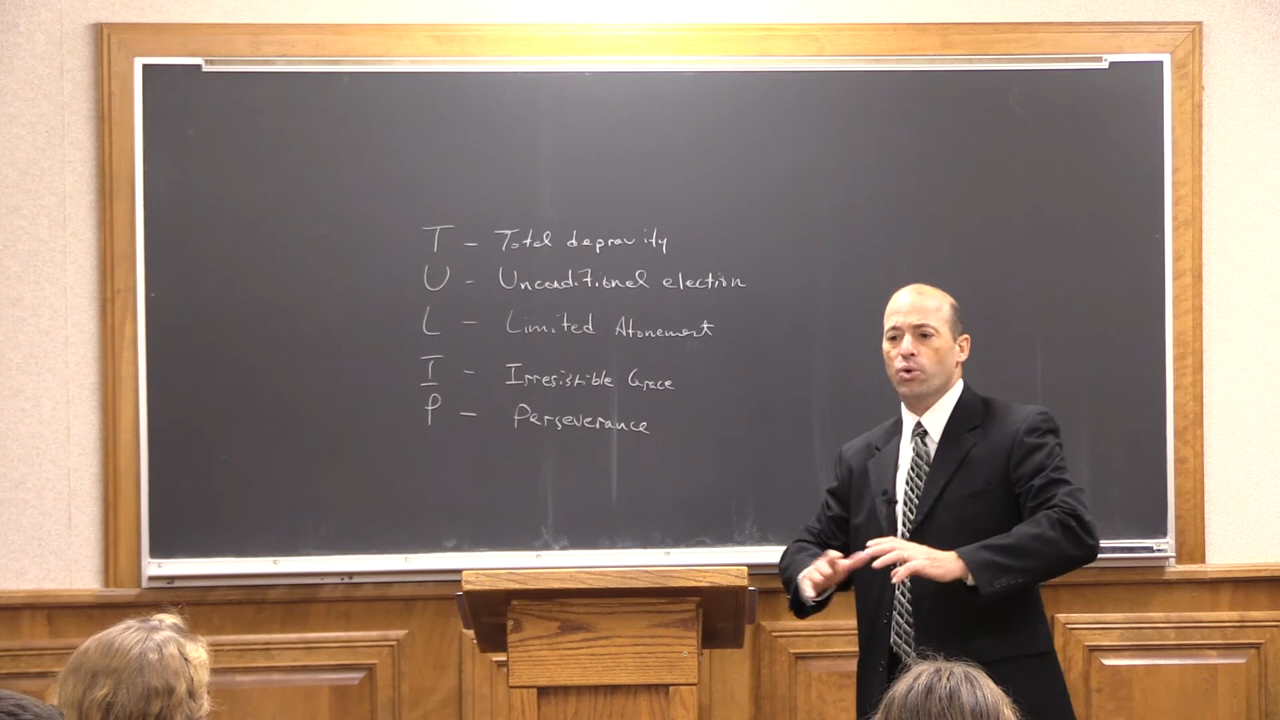 T - Total depravity
U - Unconditional election
L - Limited Atonement
I - Irresistible Grace
P - Perseverance